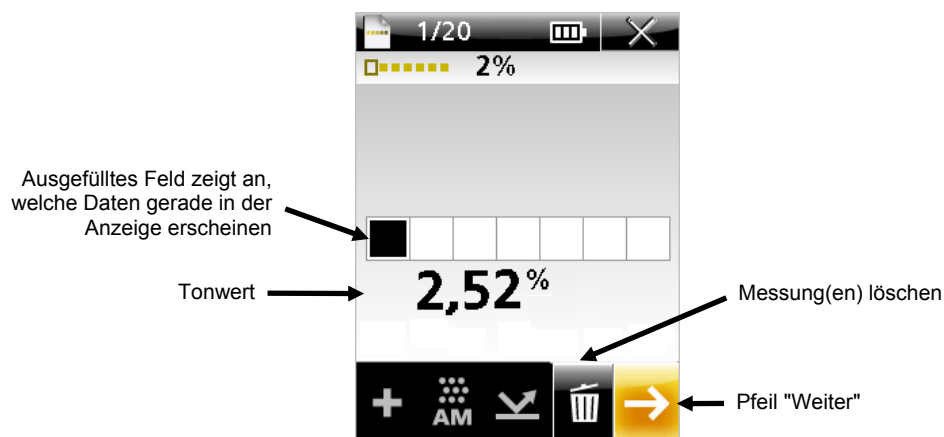 1/20
2%
Ausgefülltes Feld zeigt an,
welche Daten gerade in der
Anzeige erscheinen
Tonwert
2,52%
Messung(en) löschen
AM
Pfeil "Weiter"